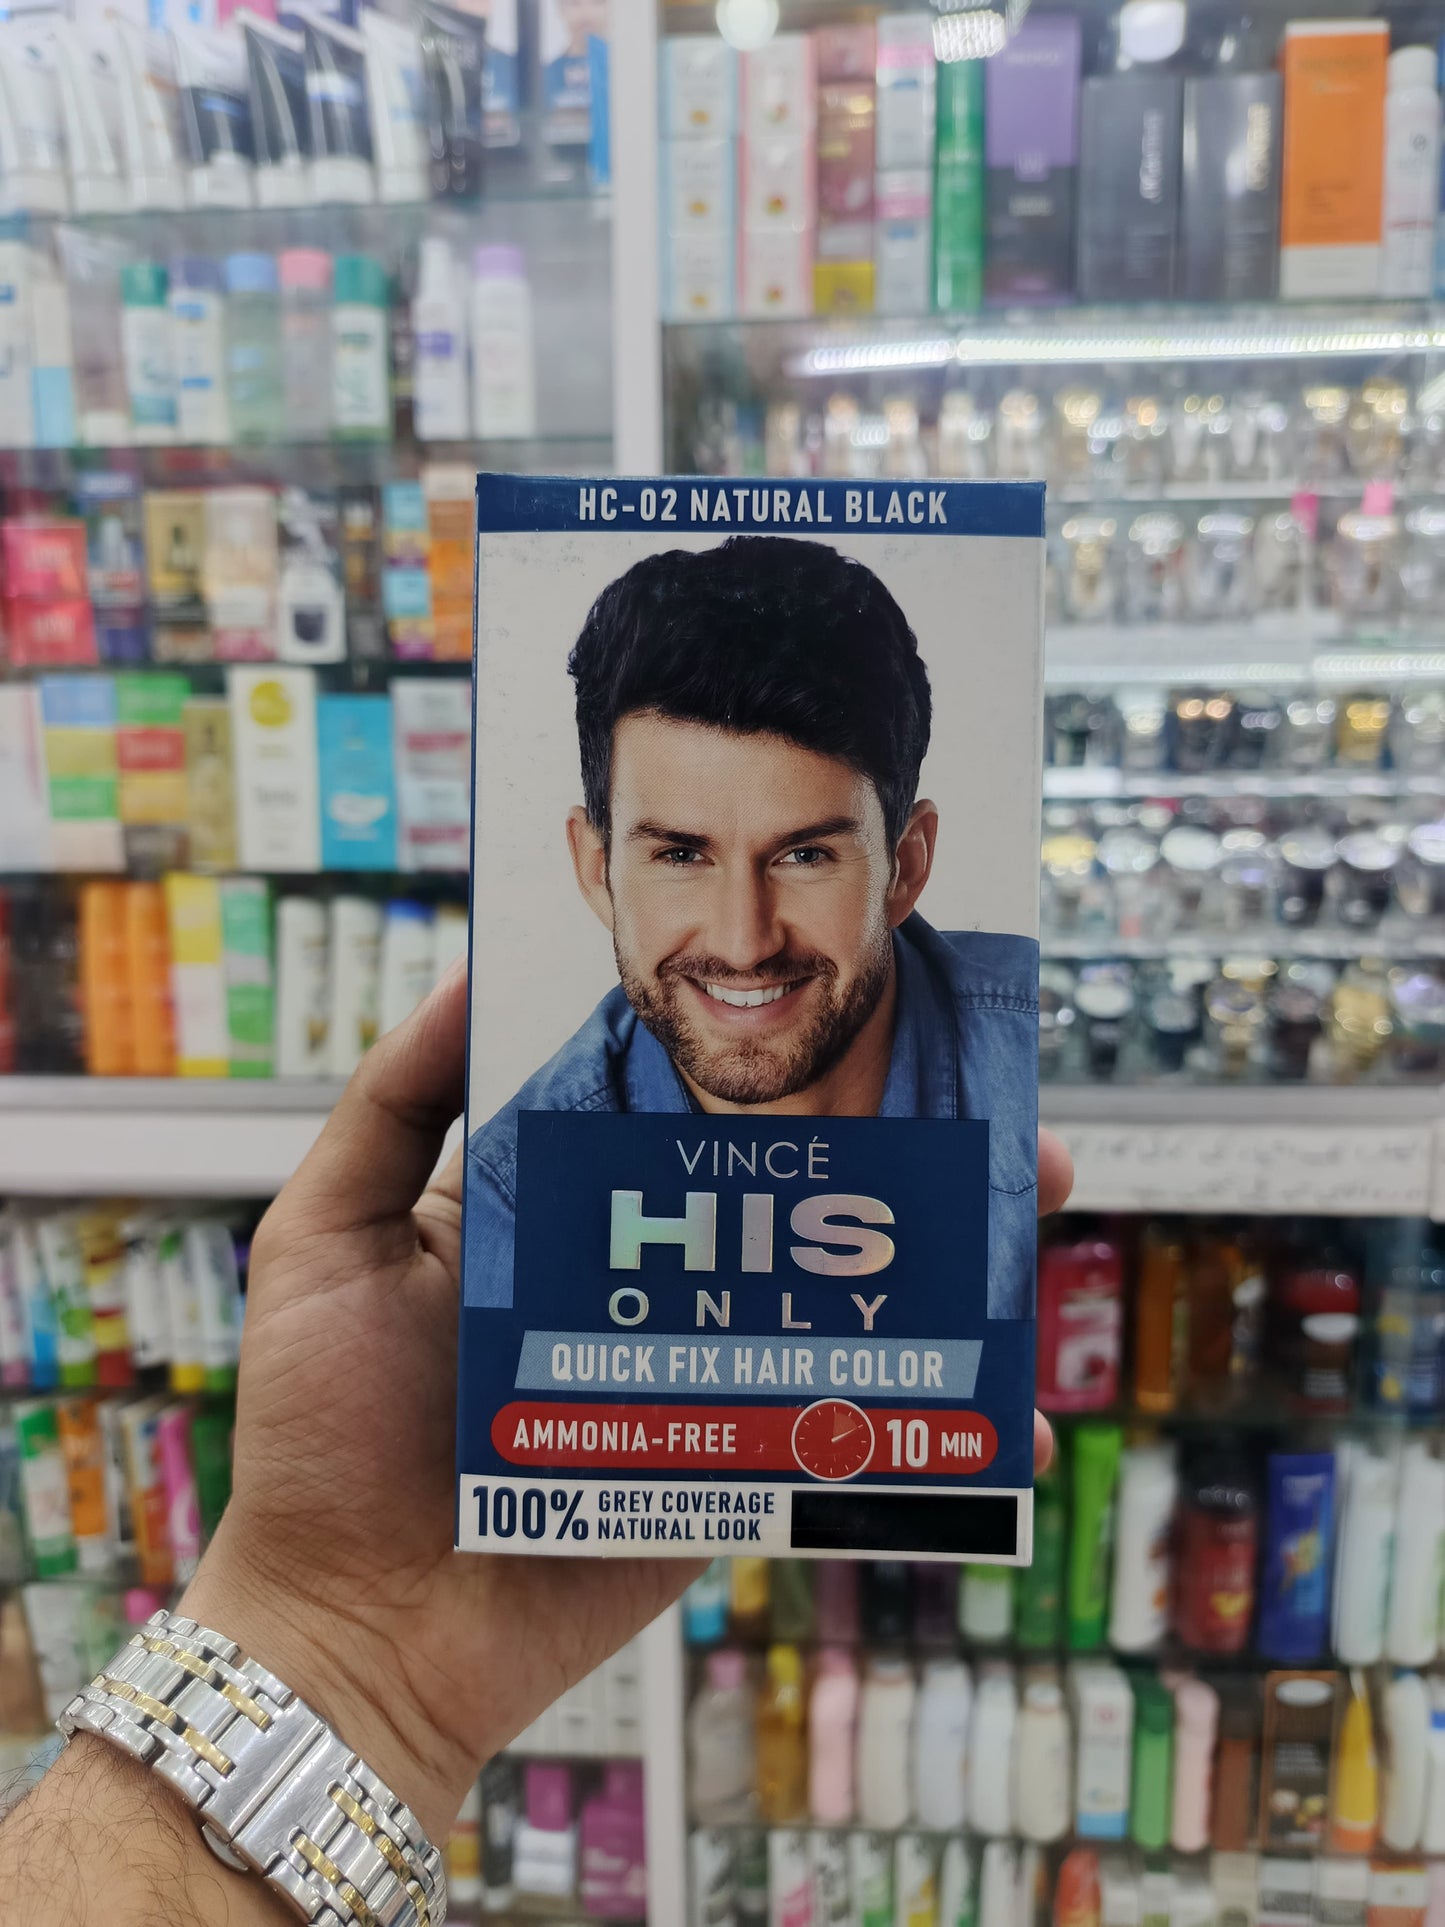 HC-02 NATURAL BLACK
VINCÉ
HIS
ONLY
QUICK FIX HAIR COLOR
AMMONIA-FREE 10 MIN
100% GREY COVERAGE
NATURAL LOOK